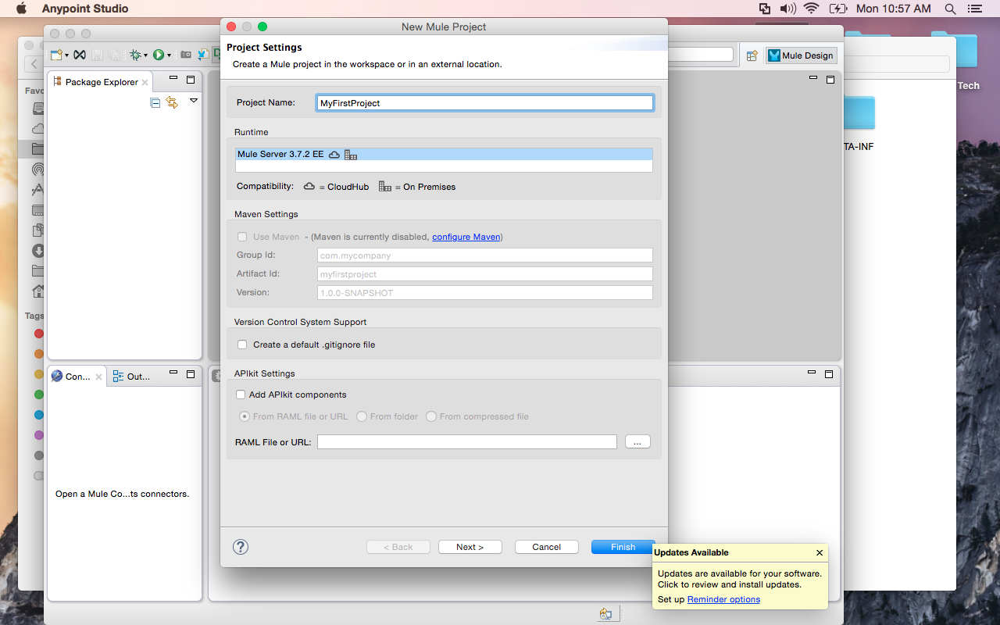 Anypoint Studio
Mon 10:57 AM
New Mule Project
Project Settings
Create a Mule project in the workspace or in an external location.
Mule Design
Package Explorer
Tech
Favo
Project Name: MyFirstProject
Runtime
TA-INF
Mule Server 3.7.2 EE
Compatibility: = CloudHub = On Premises
Maven Settings
Use Maven - (Maven is currently disabled, configure Maven)
Group Id: com.mycompany
Artifact Id: myfirstproject
Version: 1.0.0-SNAPSHOT
Tags
Version Control System Support
Create a default .gitignore file
APIkit Settings
Con... Out...
Add APIkit components
From RAML file or URL From folder From compressed file
RAML File or URL: ...
Open a Mule Co...ts connectors.
? < Back Next > Cancel Finish
Updates Available
Updates are available for your software.
Click to review and install updates.
Set up Reminder options